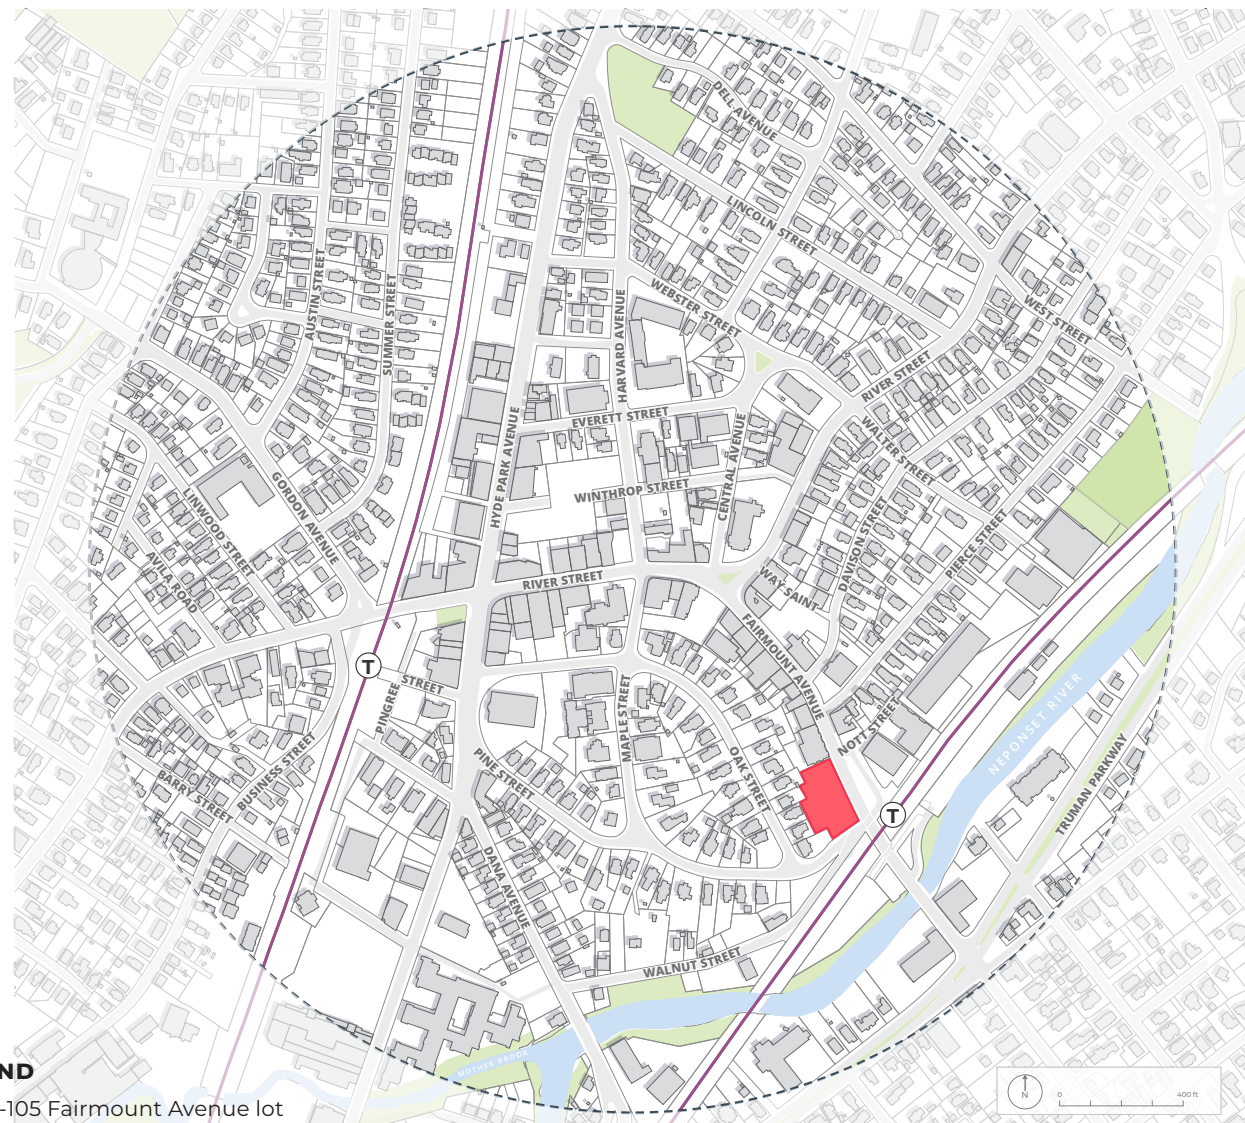 DELL AVENUE
LINCOLN STREET
WEBSTER STREET
WEST STREET
AUSTIN STREET
SUMMER STREET
HARVARD AVENUE
RIVER STREET
EVERETT STREET
HYDE PARK AVENUE
CENTRAL AVENUE
WALTER STREET
WINTHROP STREET
GORDON AVENUE
LINWOOD STREET
AVILA ROAD
DAVISON STREET
PIERCE STREET
RIVER STREET
WAY SAINT
FAIRMOUNT AVENUE
T
PINGREE STREET
MAPLE STREET
NOTT STREET
NEPONSET RIVER
OAK STREET
PINE STREET
BUSINESS STREET
BARRY STREET
TRUMAN PARKWAY
T
DANA AVENUE
WALNUT STREET
MOTHER BROOK
ND
-105 Fairmount Avenue lot
N
0
400 ft